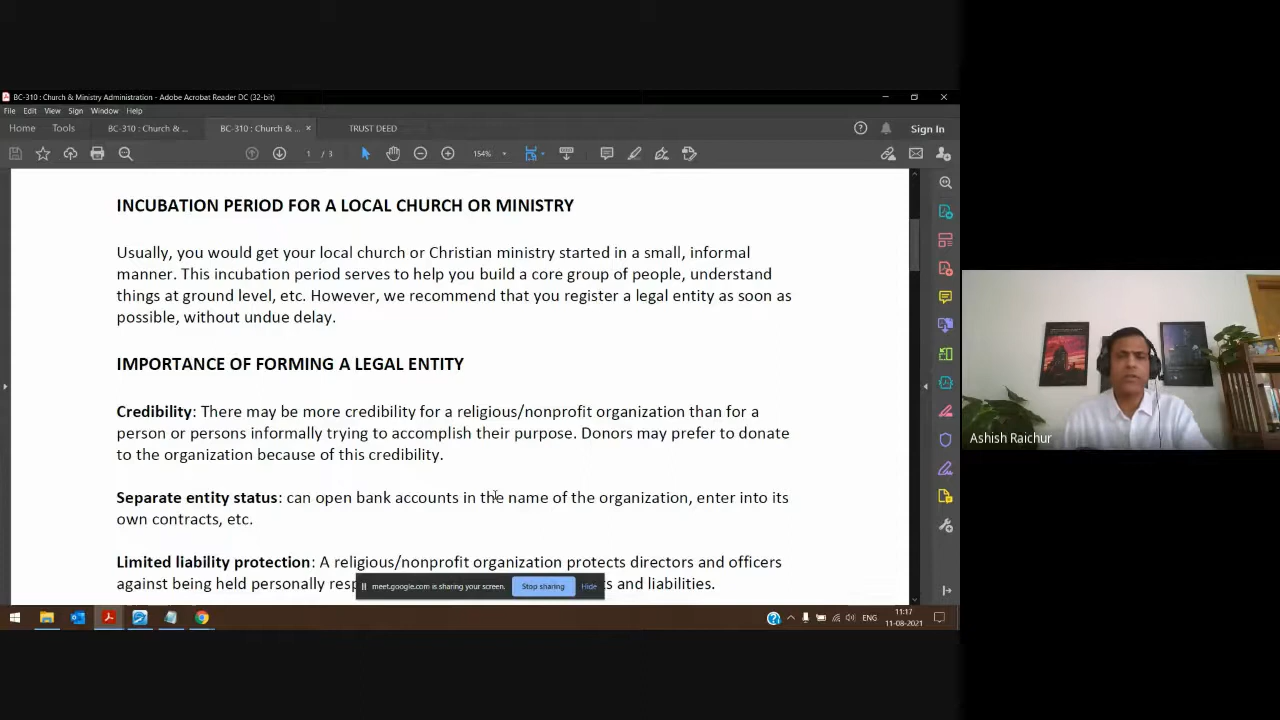 BC-310 : Church & Ministry Administration - Adobe Acrobat Reader DC (32-bit)
File Edit View Sign Window Help
Home Tools BC-310 : Church & ... BC-310 : Church & ... × TRUST DEED Sign In
1 / 3 154%
INCUBATION PERIOD FOR A LOCAL CHURCH OR MINISTRY
Usually, you would get your local church or Christian ministry started in a small, informal
manner. This incubation period serves to help you build a core group of people, understand
things at ground level, etc. However, we recommend that you register a legal entity as soon as
possible, without undue delay.
IMPORTANCE OF FORMING A LEGAL ENTITY
Credibility: There may be more credibility for a religious/nonprofit organization than for a
person or persons informally trying to accomplish their purpose. Donors may prefer to donate
to the organization because of this credibility.
Separate entity status: can open bank accounts in the name of the organization, enter into its
own contracts, etc.
Limited liability protection: A religious/nonprofit organization protects directors and officers
against being held personally resp
s and liabilities.
meet.google.com is sharing your screen. Stop sharing Hide
Ashish Raichur
ENG
11:17
11-08-2021